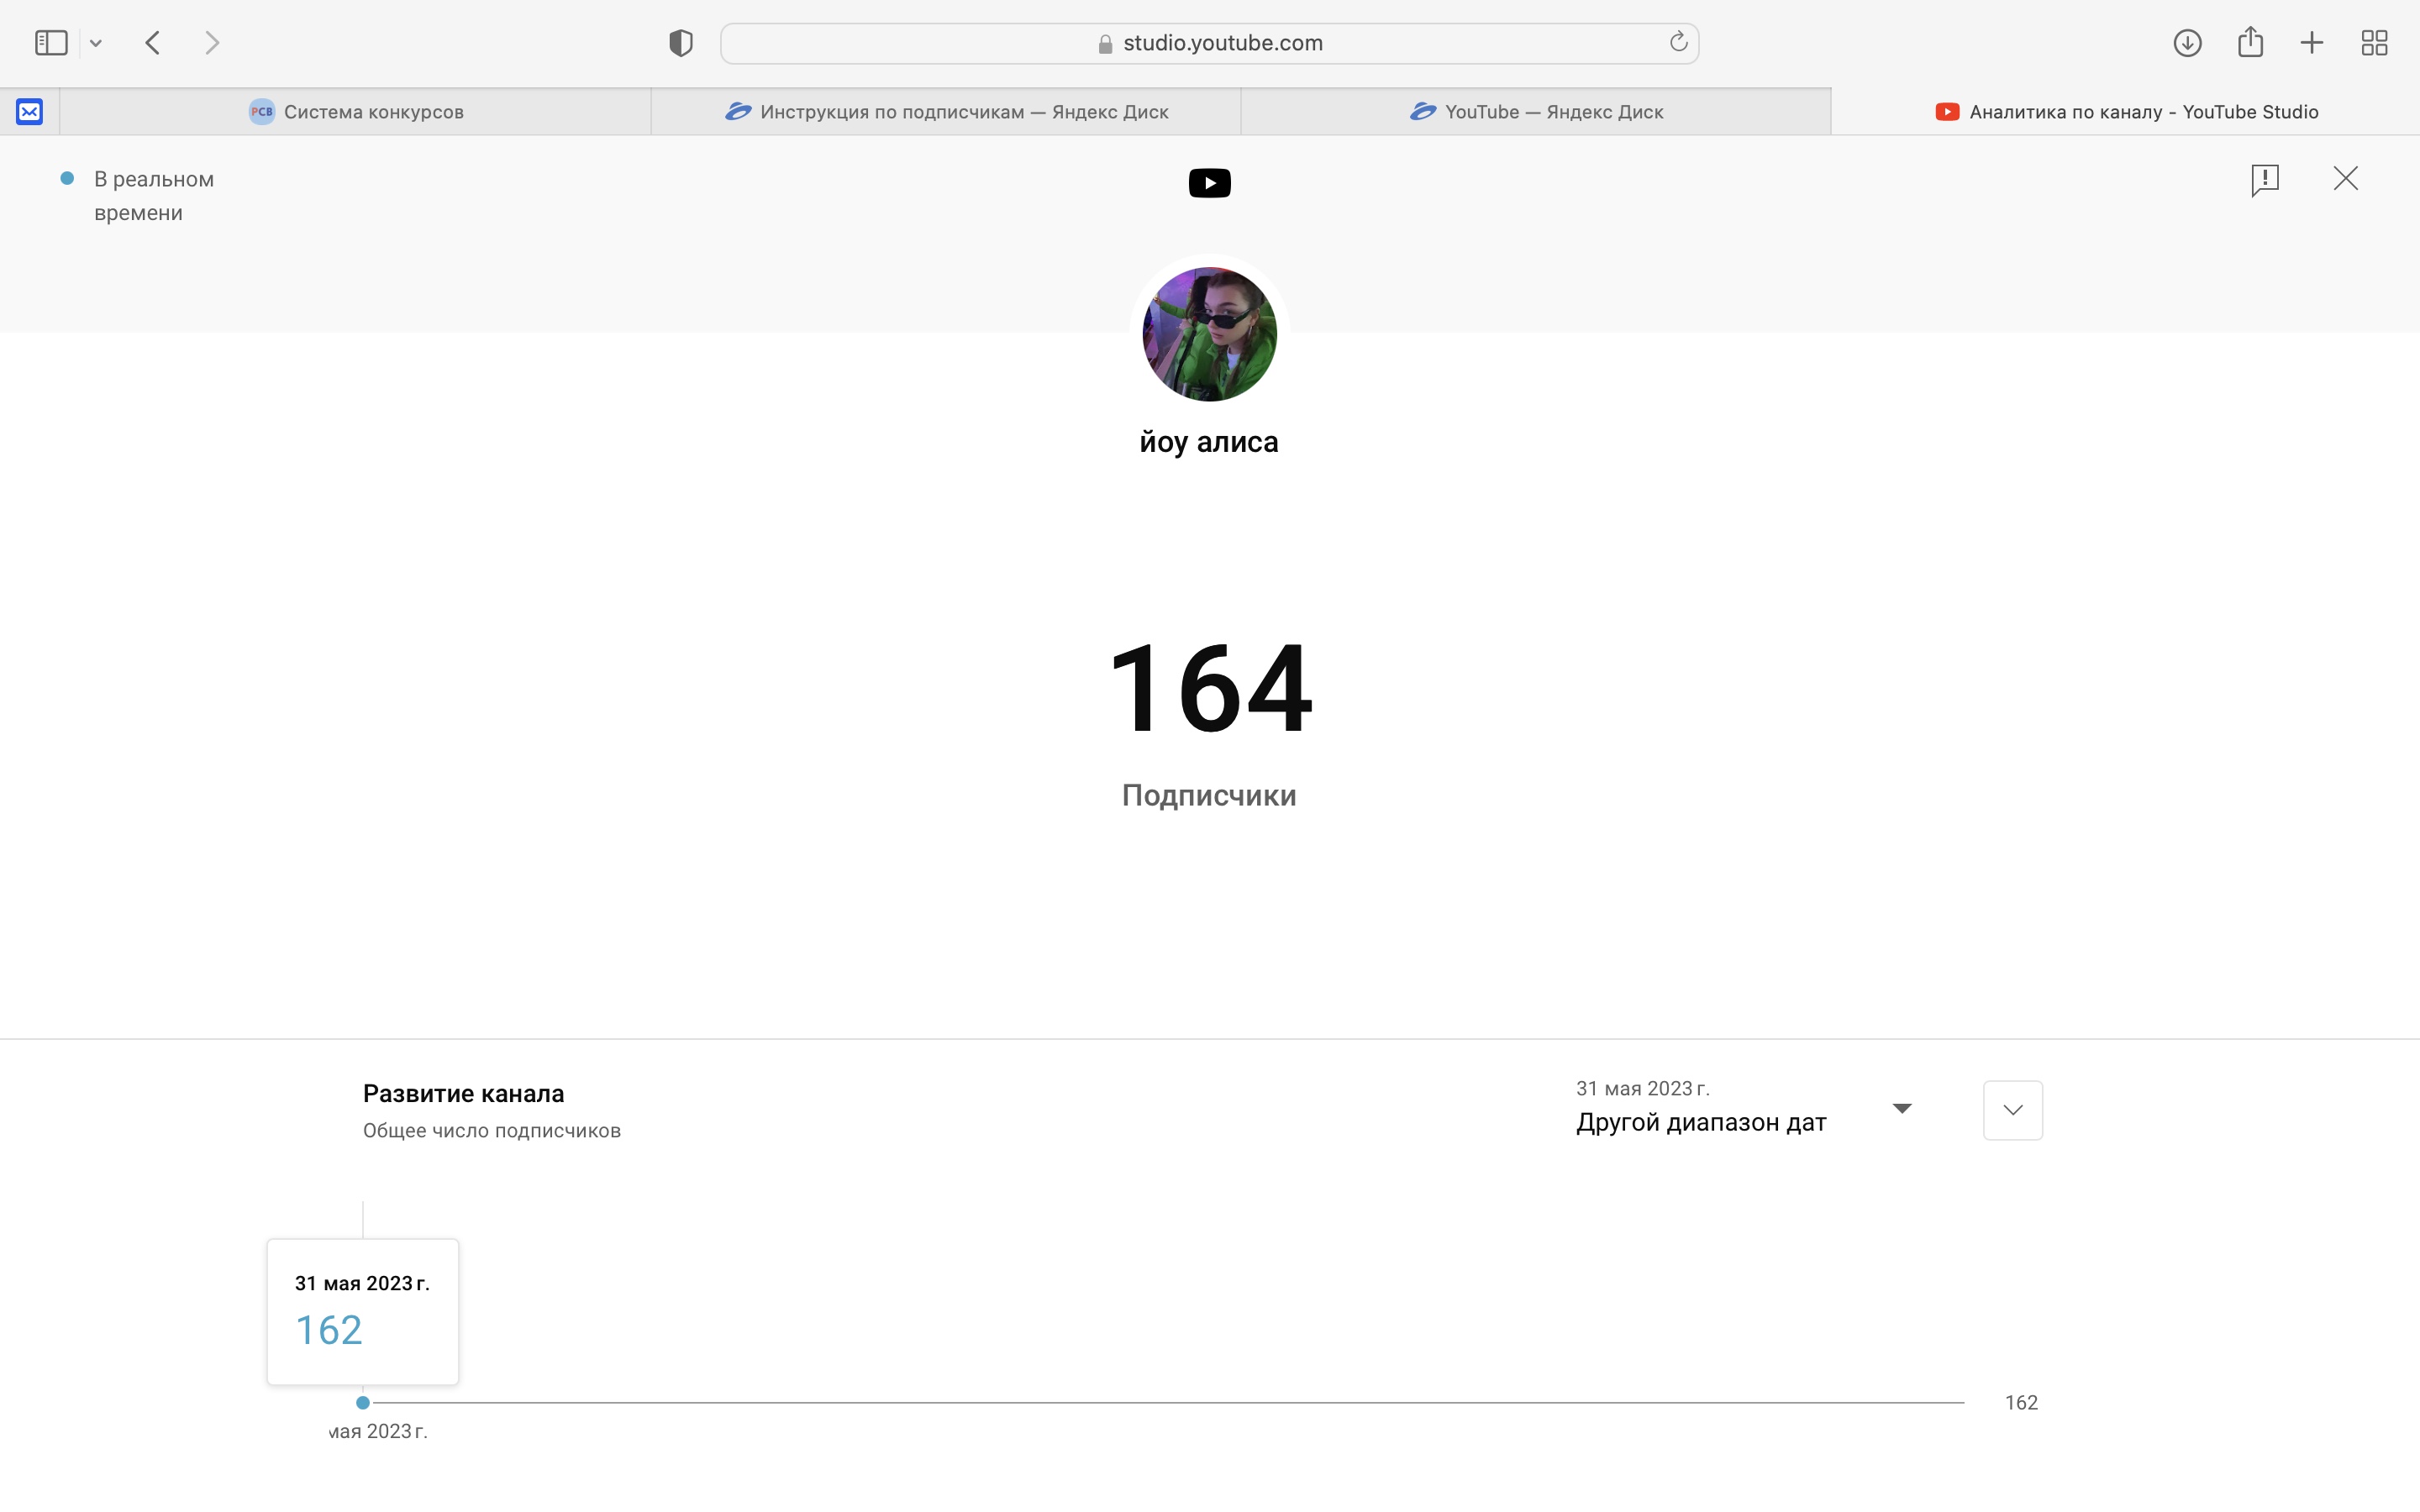 studio.youtube.com
РСВ Система конкурсов
Инструкция по подписчикам — Яндекс Диск
YouTube — Яндекс Диск
Аналитика по каналу - YouTube Studio
В реальном
времени
йоу алиса
164
Подписчики
Развитие канала
Общее число подписчиков
31 мая 2023 г.
Другой диапазон дат
31 мая 2023 г.
162
162
мая 2023 г.